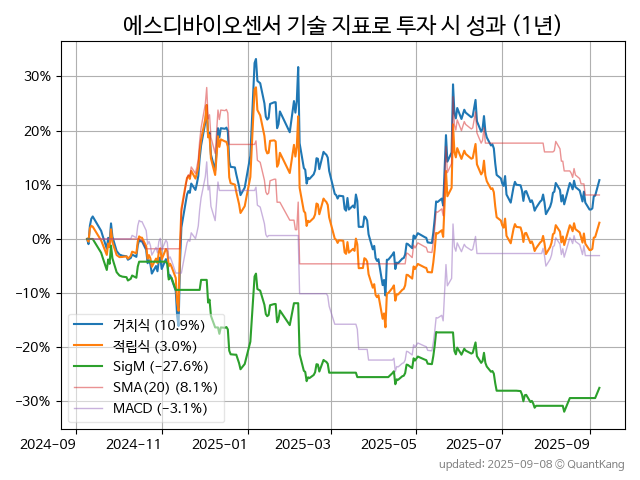 에스디바이오센서 기술 지표로 투자 시 성과 (1년)
30%
20%
10%
0%
−10%
−20%
−30%
거치식 (10.9%)
적립식 (3.0%)
SigM (−27.6%)
SMA(20) (8.1%)
MACD (−3.1%)
2024-09
2024-11
2025-01
2025-03
2025-05
2025-07
2025-09
updated: 2025-09-08 ⓒ QuantKang